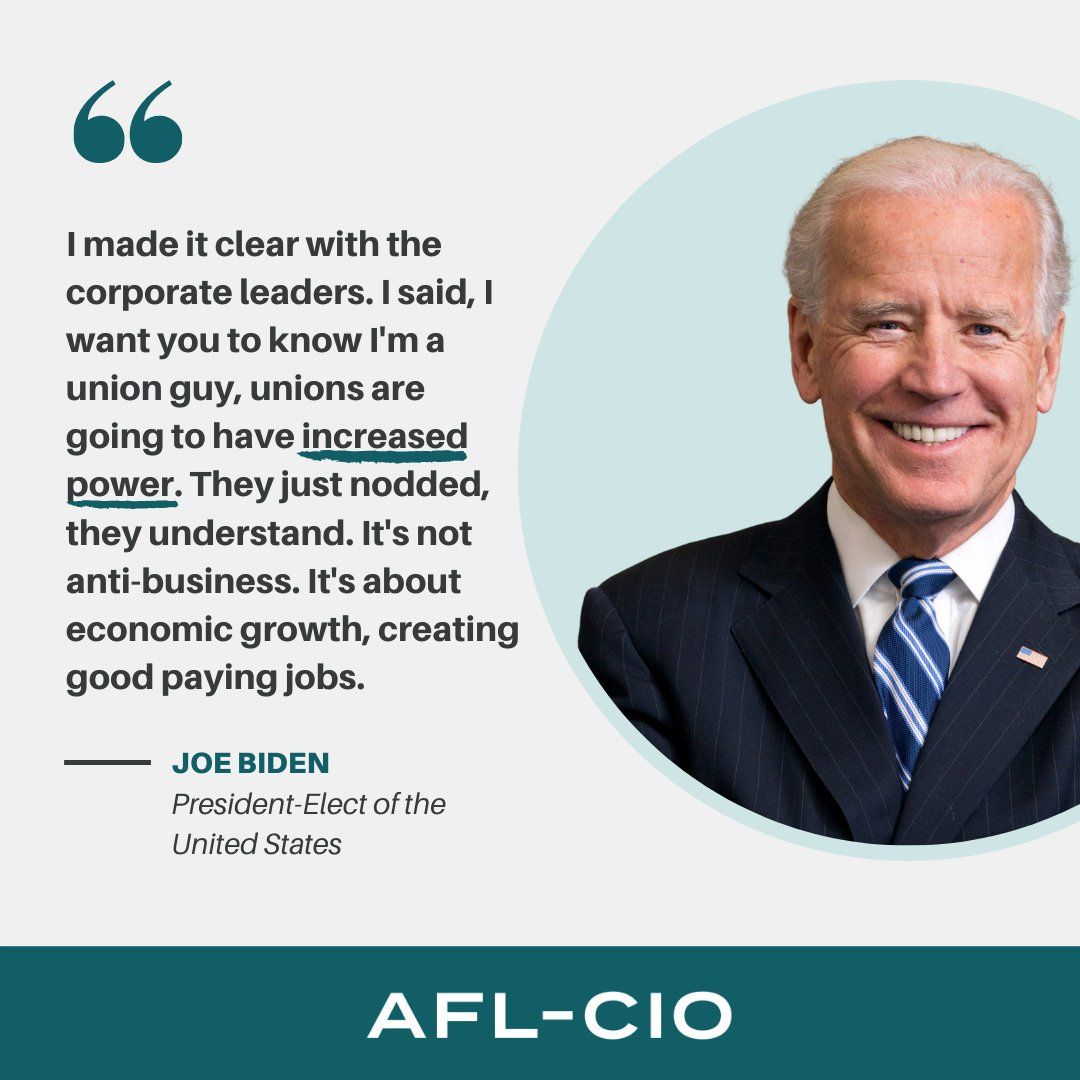 “
I made it clear with the
corporate leaders. I said, I
want you to know I'm a
union guy, unions are
going to have increased
power. They just nodded,
they understand. It's not
anti-business. It's about
economic growth, creating
good paying jobs.
JOE BIDEN
President-Elect of the
United States
AFL-CIO